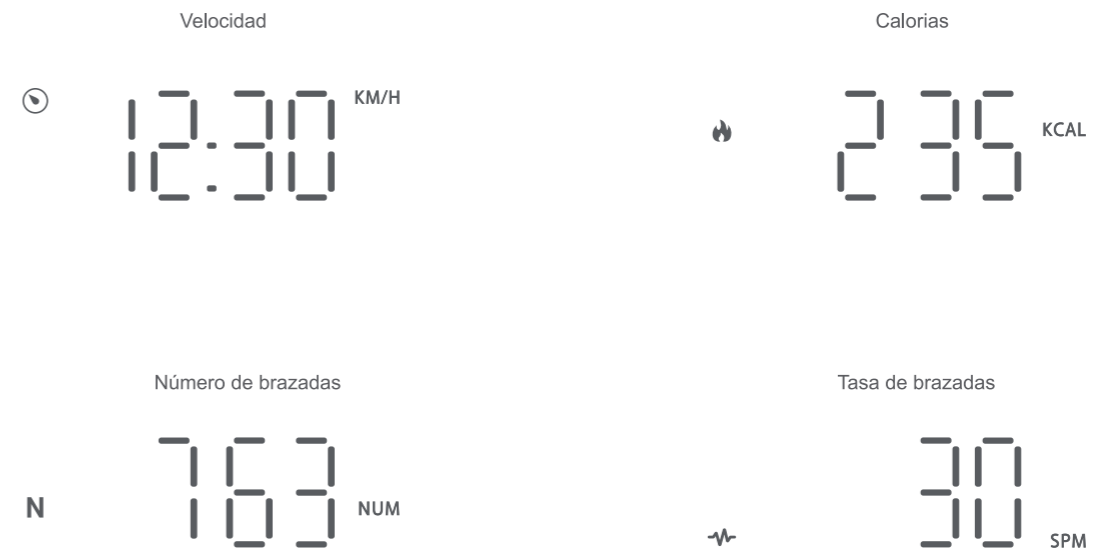 Velocidad
12:30 KM/H
Calorias
235 KCAL
Número de brazadas
N 763 NUM
Tasa de brazadas
30 SPM